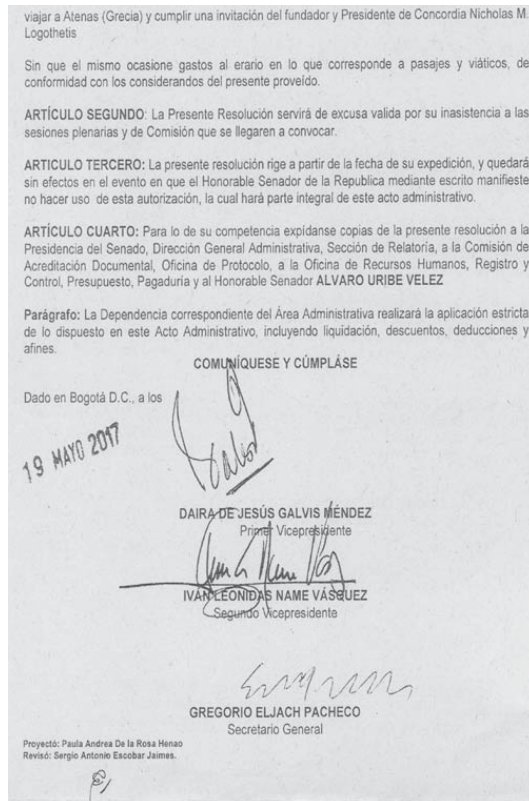 viajar a Atenas (Grecia) y cumplir una invitación del fundador y Presidente de Concordia Nicholas M.
Logothetis
Sin que el mismo ocasione gastos al erario en lo que corresponde a pasajes y viáticos, de
conformidad con los considerandos del presente proveído.
ARTÍCULO SEGUNDO: La Presente Resolución servirá de excusa valida por su inasistencia a las
sesiones plenarias y de Comisión que se llegaren a convocar.
ARTICULO TERCERO: La presente resolución rige a partir de la fecha de su expedición, y quedará
sin efectos en el evento en que el Honorable Senador de la Republica mediante escrito manifieste
no hacer uso de esta autorización, la cual hará parte integral de este acto administrativo.
ARTÍCULO CUARTO: Para lo de su competencia expídanse copias de la presente resolución a la
Presidencia del Senado, Dirección General Administrativa, Sección de Relatoría, a la Comisión de
Acreditación Documental, Oficina de Protocolo, a la Oficina de Recursos Humanos, Registro y
Control, Presupuesto, Pagaduría y al Honorable Senador ALVARO URIBE VELEZ
Parágrafo: La Dependencia correspondiente del Área Administrativa realizará la aplicación estricta
de lo dispuesto en este Acto Administrativo, incluyendo liquidación, descuentos, deducciones y
afines.
COMUNÍQUESE Y CÚMPLASE
Dado en Bogotá D.C., a los
19 MAYO 2017
DAIRA DE JESÚS GALVIS MÉNDEZ
Primer Vicepresidente
IVÁN LEONIDAS NAME VÁSQUEZ
Segundo Vicepresidente
GREGORIO ELJACH PACHECO
Secretario General
Proyectó: Paula Andrea De la Rosa Henao
Revisó: Sergio Antonio Escobar Jaimes.